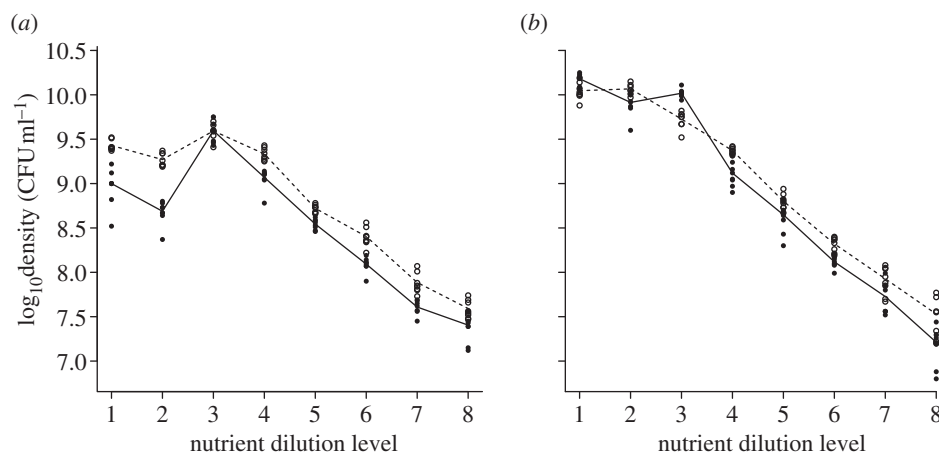 (a)
(b)
log₁₀density (CFU ml⁻¹)
10.5
10.0
9.5
9.0
8.5
8.0
7.5
7.0
1 2 3 4 5 6 7 8
1 2 3 4 5 6 7 8
nutrient dilution level
nutrient dilution level